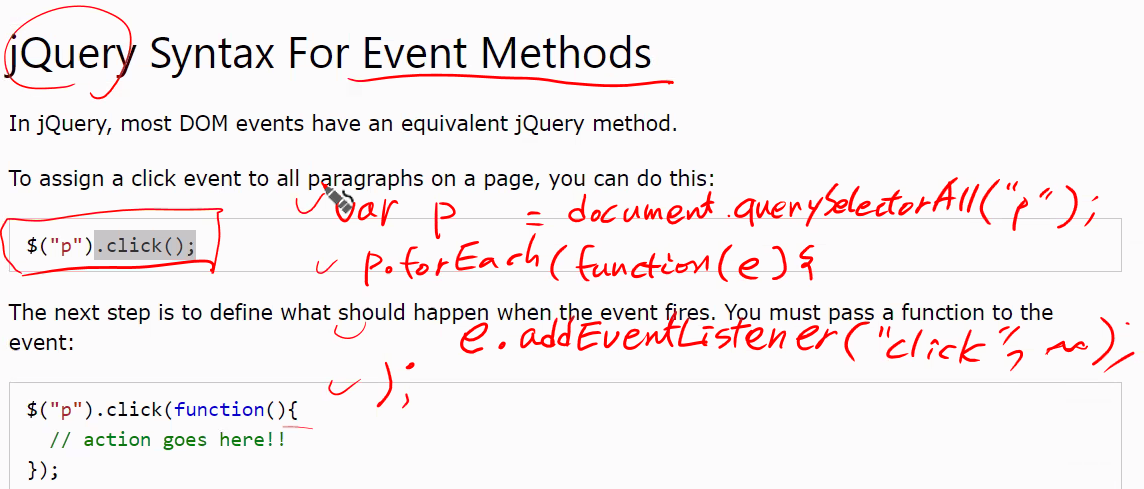 jQuery Syntax For Event Methods
In jQuery, most DOM events have an equivalent jQuery method.
To assign a click event to all paragraphs on a page, you can do this:
var p = document.querySelectorAll("p");
$("p").click();
p.forEach(function(e){
The next step is to define what should happen when the event fires. You must pass a function to the
event:
e.addEventListener("click", );
);
$("p").click(function(){
// action goes here!!
});